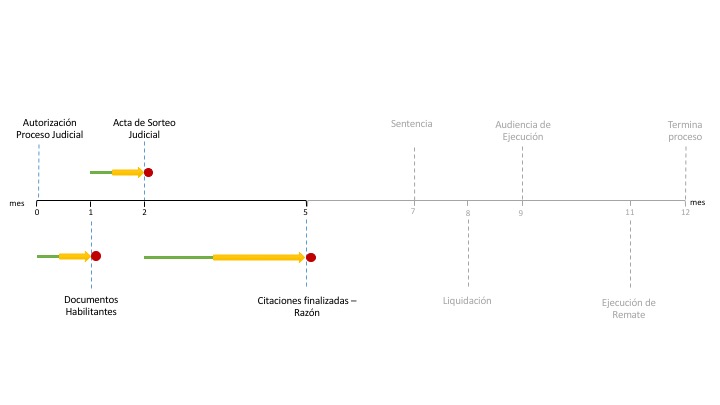 Autorización
Proceso Judicial
Acta de Sorteo
Judicial
Sentencia
Audiencia de
Ejecución
Termina
proceso
mes
0
1
2
5
7
8
9
11
12
mes
Documentos
Habilitantes
Citaciones finalizadas –
Razón
Liquidación
Ejecución de
Remate